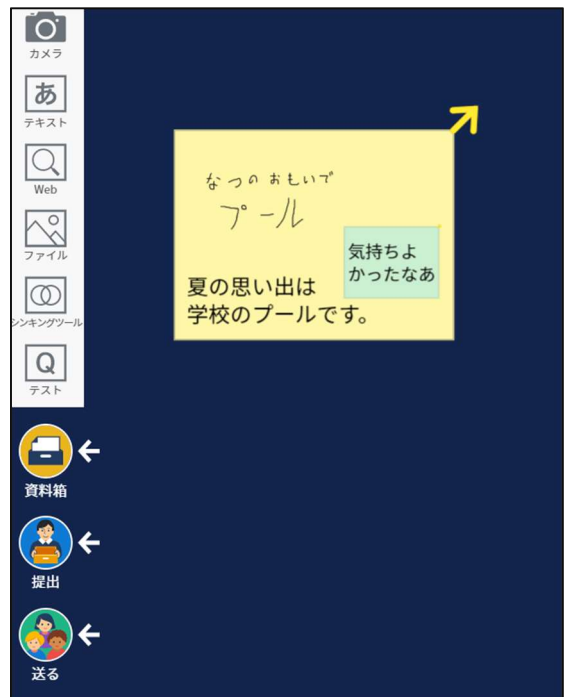 カメラ
あ
テキスト
Web
ファイル
シンキングツール
Q
テスト
資料箱
提出
送る
なつのおもいで
プール
気持ちよ
かったなあ
夏の思い出は
学校のプールです。